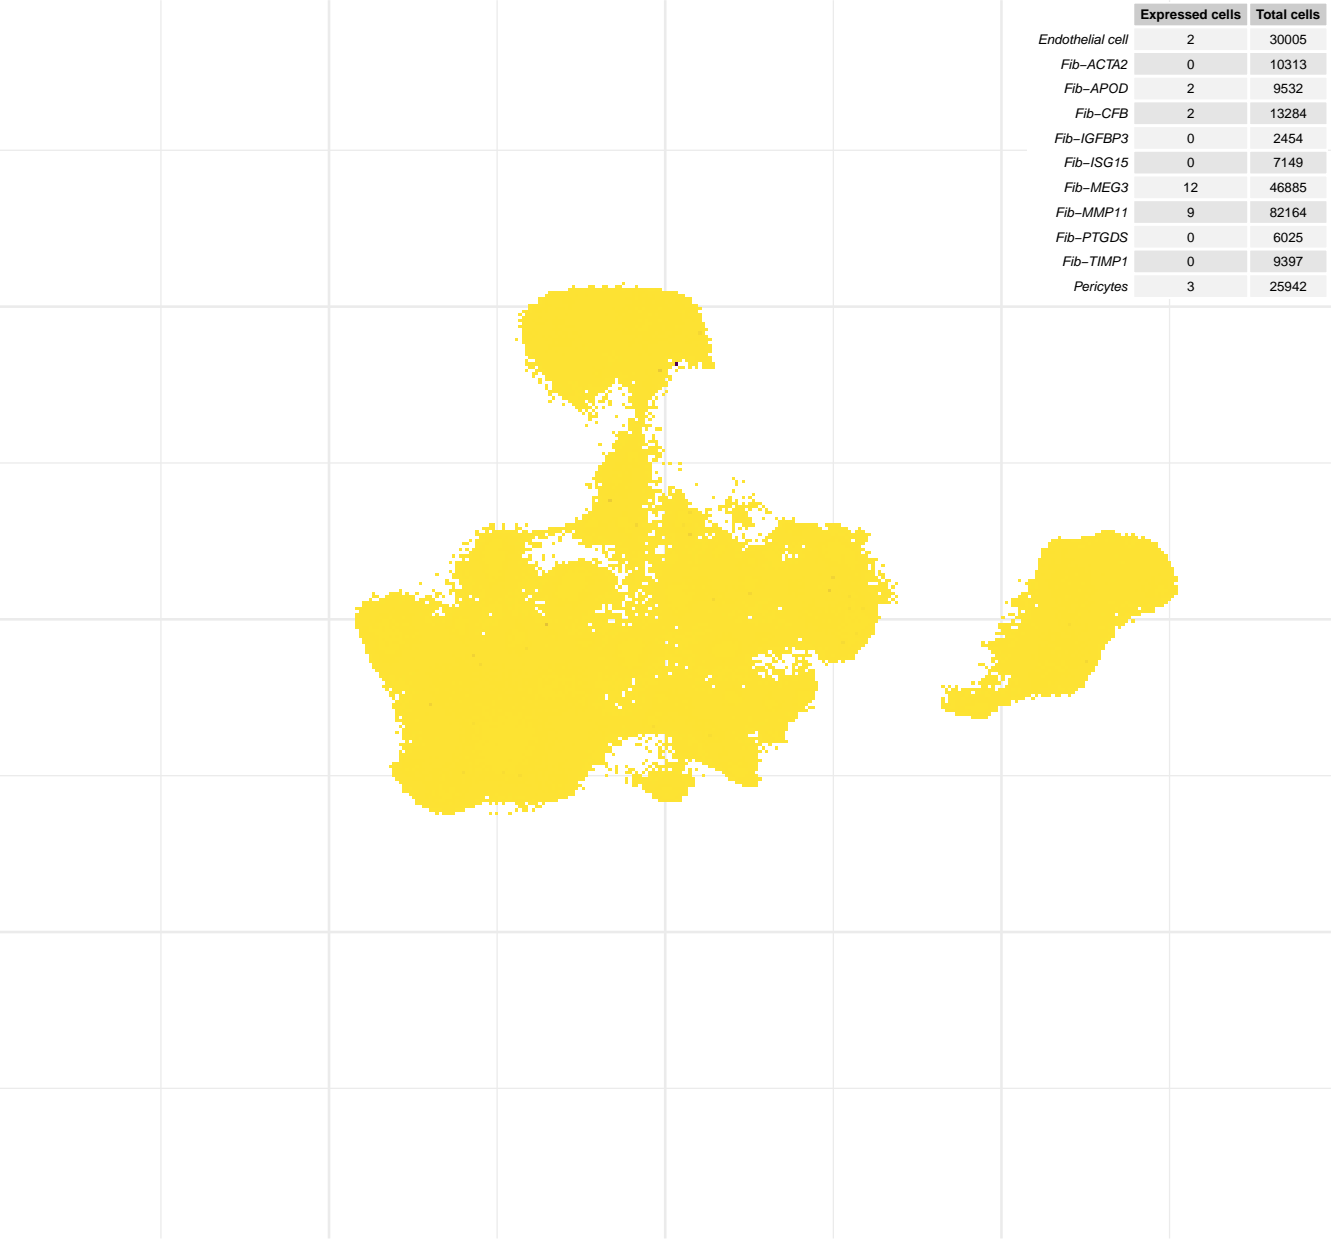 Expressed cells Total cells
Endothelial cell 2 30005
Fib−ACTA2 0 10313
Fib−APOD 2 9532
Fib−CFB 2 13284
Fib−IGFBP3 0 2454
Fib−ISG15 0 7149
Fib−MEG3 12 46885
Fib−MMP11 9 82164
Fib−PTGDS 0 6025
Fib−TIMP1 0 9397
Pericytes 3 25942